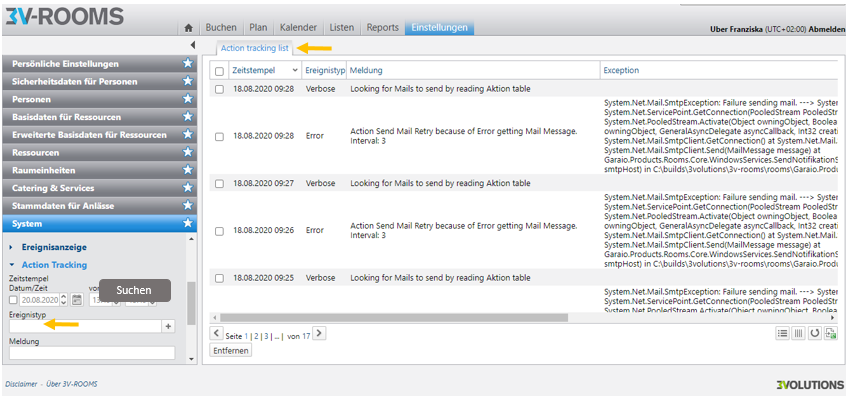 3V-ROOMS
Buchen Plan Kalender Listen Reports Einstellungen
Uber Franziska (UTC+02:00) Abmelden
Action tracking list
Persönliche Einstellungen
Sicherheitsdaten für Personen
Personen
Basisdaten für Ressourcen
Erweiterte Basisdaten für Ressourcen
Ressourcen
Raumeinheiten
Catering & Services
Stammdaten für Anlässe
System
Ereignisanzeige
Action Tracking
Zeitstempel
Datum/Zeit
20.08.2020
Suchen
Ereignistyp
+
Meldung
Zeitstempel Ereignistyp Meldung Exception
18.08.2020 09:28 Verbose Looking for Mails to send by reading Aktion table
18.08.2020 09:28 Error Action Send Mail Retry because of Error getting Mail Message.
Interval: 3
System.Net.Mail.SmtpException: Failure sending mail. ---> System
System.Net.ServicePoint.GetConnection(PooledStream PooledStr
System.Net.PooledStream.Activate(Object owningObject, Boolea
owningObject, GeneralAsyncDelegate asyncCallback, Int32 creati
System.Net.Mail.SmtpClient.GetConnection() at System.Net.Mail.
System.Net.Mail.SmtpClient.Send(MailMessage message) at
Garaio.Products.Rooms.Core.WindowsServices.SendNotifikation
smtpHost) in C:\builds\3volutions\3v-rooms\rooms\Garaio.Produ
18.08.2020 09:27 Verbose Looking for Mails to send by reading Aktion table
18.08.2020 09:26 Error Action Send Mail Retry because of Error getting Mail Message.
Interval: 3
System.Net.Mail.SmtpException: Failure sending mail. ---> System
System.Net.ServicePoint.GetConnection(PooledStream PooledStr
System.Net.PooledStream.Activate(Object owningObject, Boolea
owningObject, GeneralAsyncDelegate asyncCallback, Int32 creati
System.Net.Mail.SmtpClient.GetConnection() at System.Net.Mail.
System.Net.Mail.SmtpClient.Send(MailMessage message) at
Garaio.Products.Rooms.Core.WindowsServices.SendNotifikation
smtpHost) in C:\builds\3volutions\3v-rooms\rooms\Garaio.Produ
18.08.2020 09:25 Verbose Looking for Mails to send by reading Aktion table
System.Net.Mail.SmtpException: Failure sending mail. ---> System
System.Net.ServicePoint.GetConnection(PooledStream PooledStr
Seite 1 | 2 | 3 | ... | von 17
Entfernen
Disclaimer - Über 3V-ROOMS
3VOLUTIONS